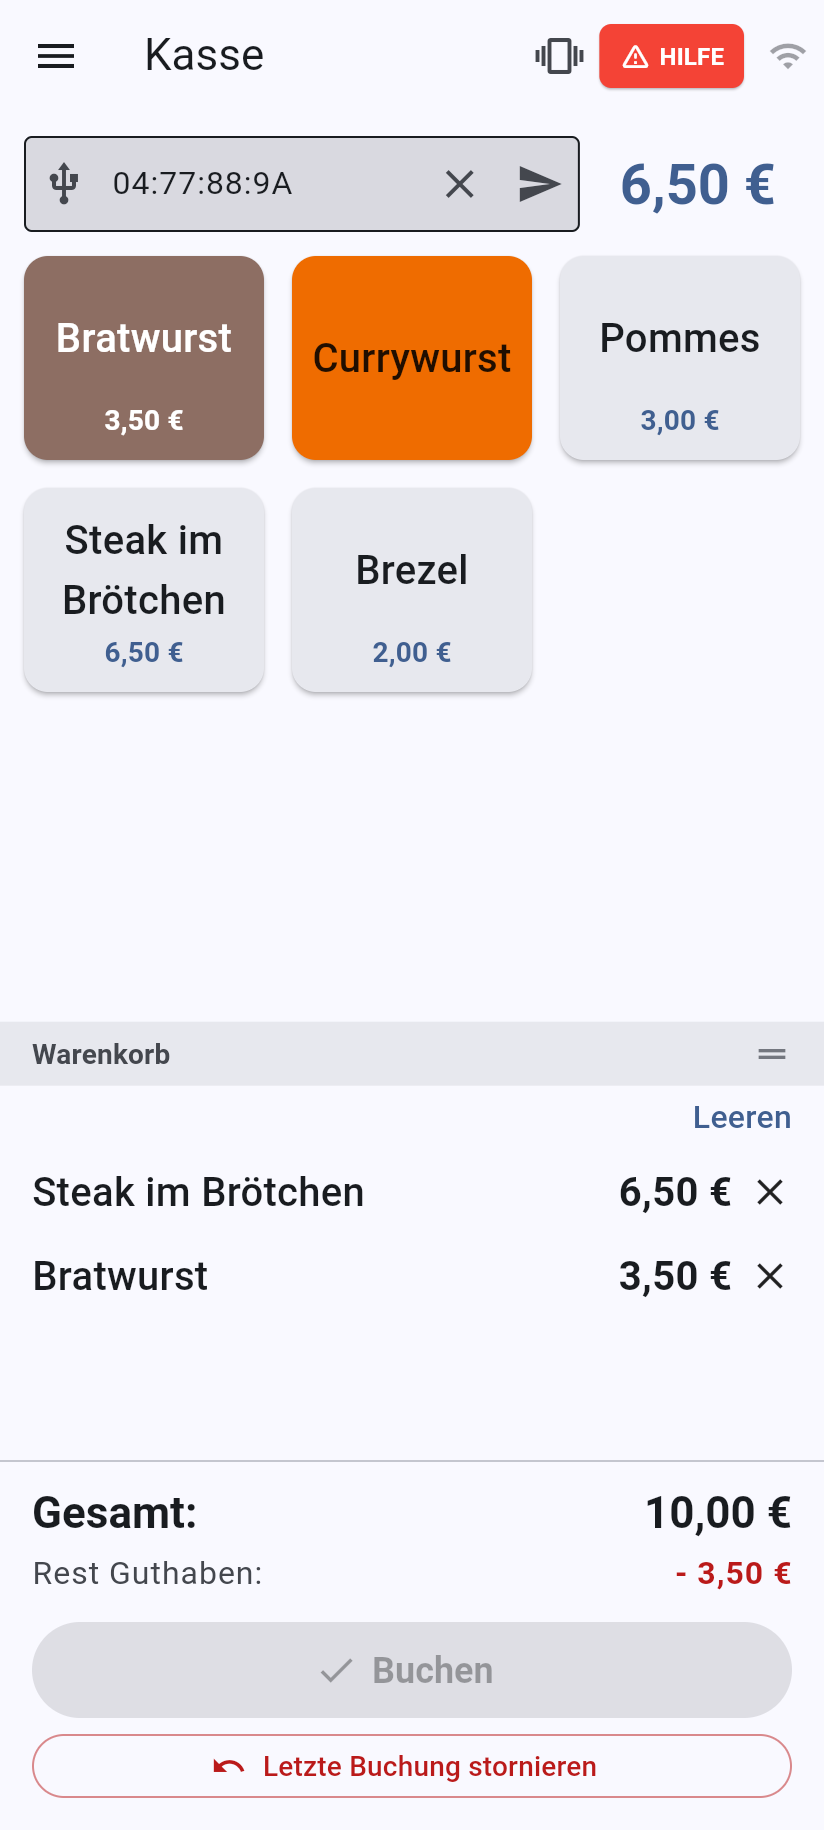 Kasse
HILFE
04:77:88:9A
6,50 €
Bratwurst
3,50 €
Currywurst
Pommes
3,00 €
Steak im
Brötchen
6,50 €
Brezel
2,00 €
Warenkorb
Leeren
Steak im Brötchen 6,50 €
Bratwurst 3,50 €
Gesamt: 10,00 €
Rest Guthaben: - 3,50 €
Buchen
Letzte Buchung stornieren